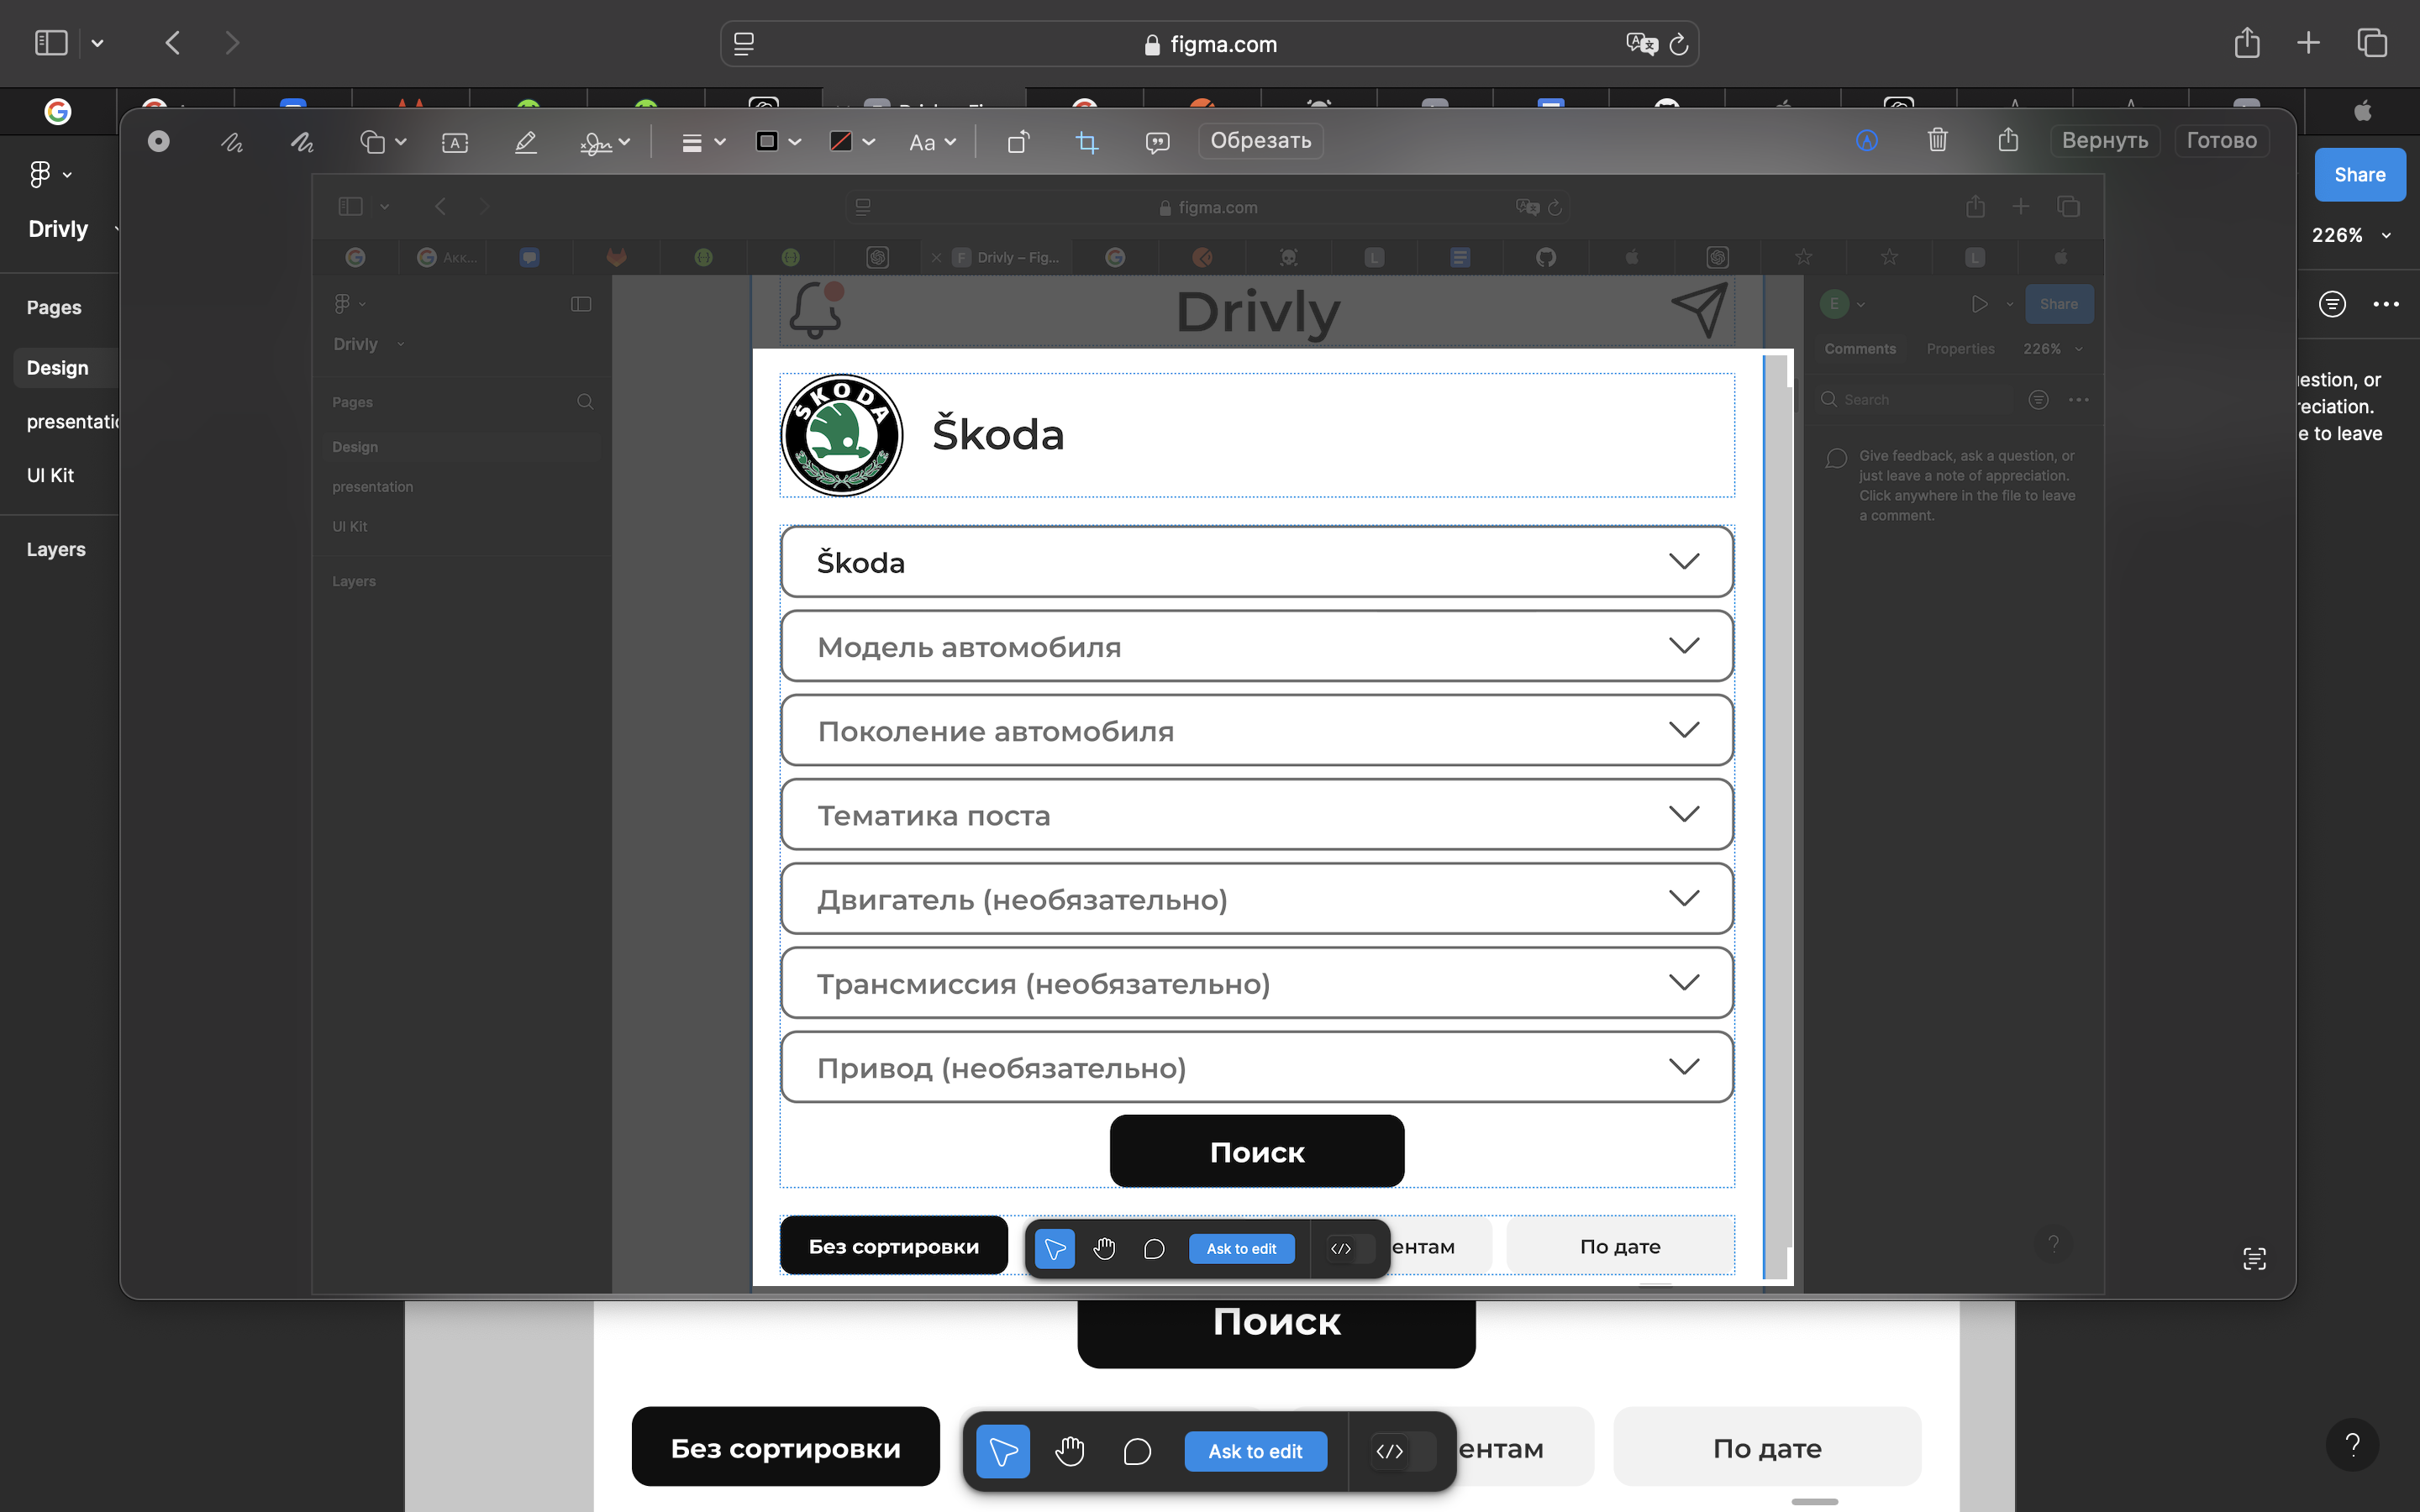 figma.com
Обрезать
Вернуть
Готово
Share
Drivly
226%
Pages
Design
UI Kit
Layers
estion, or
reciation.
e to leave
figma.com
Акк...
Drivly – Fig...
Drivly
Pages
Design
presentation
UI Kit
Layers
Drivly
E
Share
Comments
Properties
226%
Search
Give feedback, ask a question, or
just leave a note of appreciation.
Click anywhere in the file to leave
a comment.
ŠKODA
Škoda
Škoda
Модель автомобиля
Поколение автомобиля
Тематика поста
Двигатель (необязательно)
Трансмиссия (необязательно)
Привод (необязательно)
Поиск
Без сортировки
Ask to edit
ентам
По дате
Поиск
Без сортировки
Ask to edit
ентам
По дате